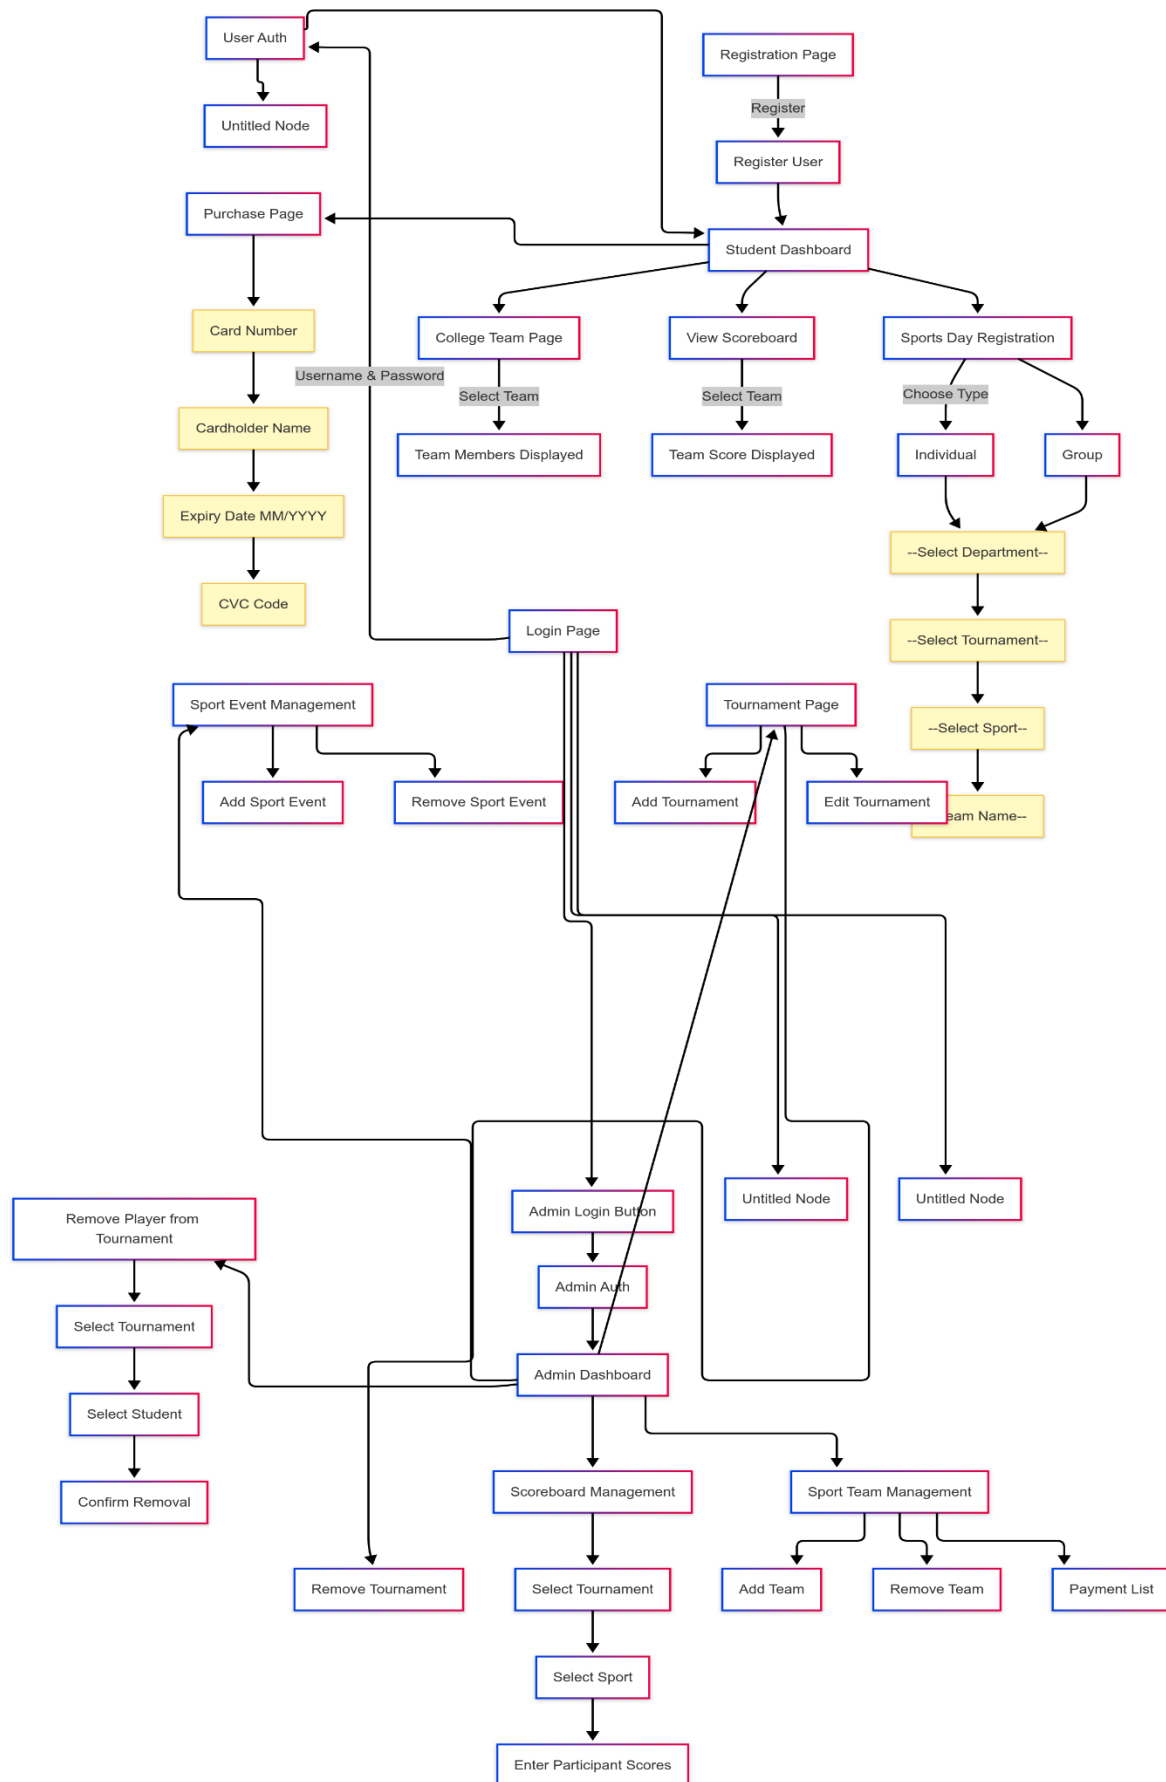 User Auth
Registration Page
Register
Untitled Node
Register User
Purchase Page
Student Dashboard
Card Number
College Team Page
View Scoreboard
Sports Day Registration
Username & Password
Select Team
Select Team
Choose Type
Cardholder Name
Team Members Displayed
Team Score Displayed
Individual
Group
Expiry Date MM/YYYY
--Select Department--
CVC Code
Login Page
--Select Tournament--
Sport Event Management
Tournament Page
--Select Sport--
Add Sport Event
Remove Sport Event
Add Tournament
Edit Tournament
Name--
Untitled Node
Untitled Node
Remove Player from
Tournament
Admin Login Button
Admin Auth
Select Tournament
Admin Dashboard
Select Student
Confirm Removal
Scoreboard Management
Sport Team Management
Remove Tournament
Select Tournament
Add Team
Remove Team
Payment List
Select Sport
Enter Participant Scores